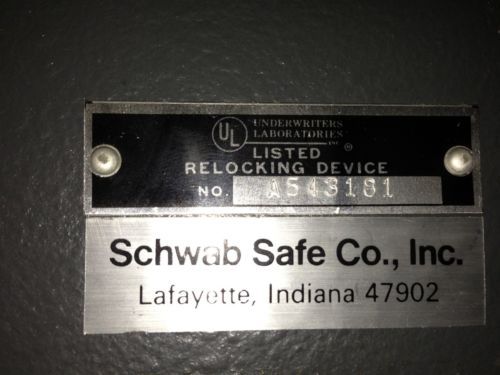 UL UNDERWRITERS
LABORATORIES INC ®
LISTED
RELOCKING DEVICE
NO. A543181
Schwab Safe Co., Inc.
Lafayette, Indiana 47902